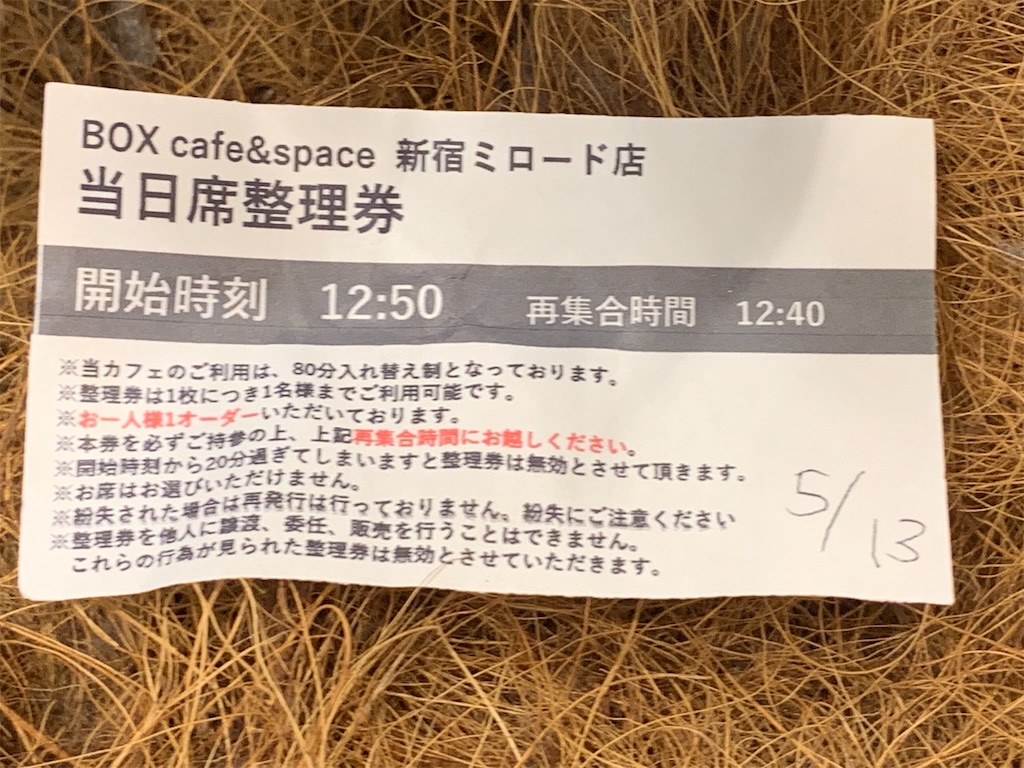 BOX cafe&space 新宿ミロード店
当日席整理券
開始時刻 12:50 再集合時間 12:40
※当カフェのご利用は、80分入れ替え制となっております。
※整理券は1枚につき1名様までご利用可能です。
※お一人様1オーダーいただいております。
※本券を必ずご持参の上、上記再集合時間にお越しください。
※開始時刻から20分過ぎてしまいますと整理券は無効とさせて頂きます。
※お席はお選びいただけません。
※紛失された場合は再発行は行っておりません。紛失にご注意ください
※整理券を他人に譲渡、委任、販売を行うことはできません。
これらの行為が見られた整理券は無効とさせていただきます。
5/13